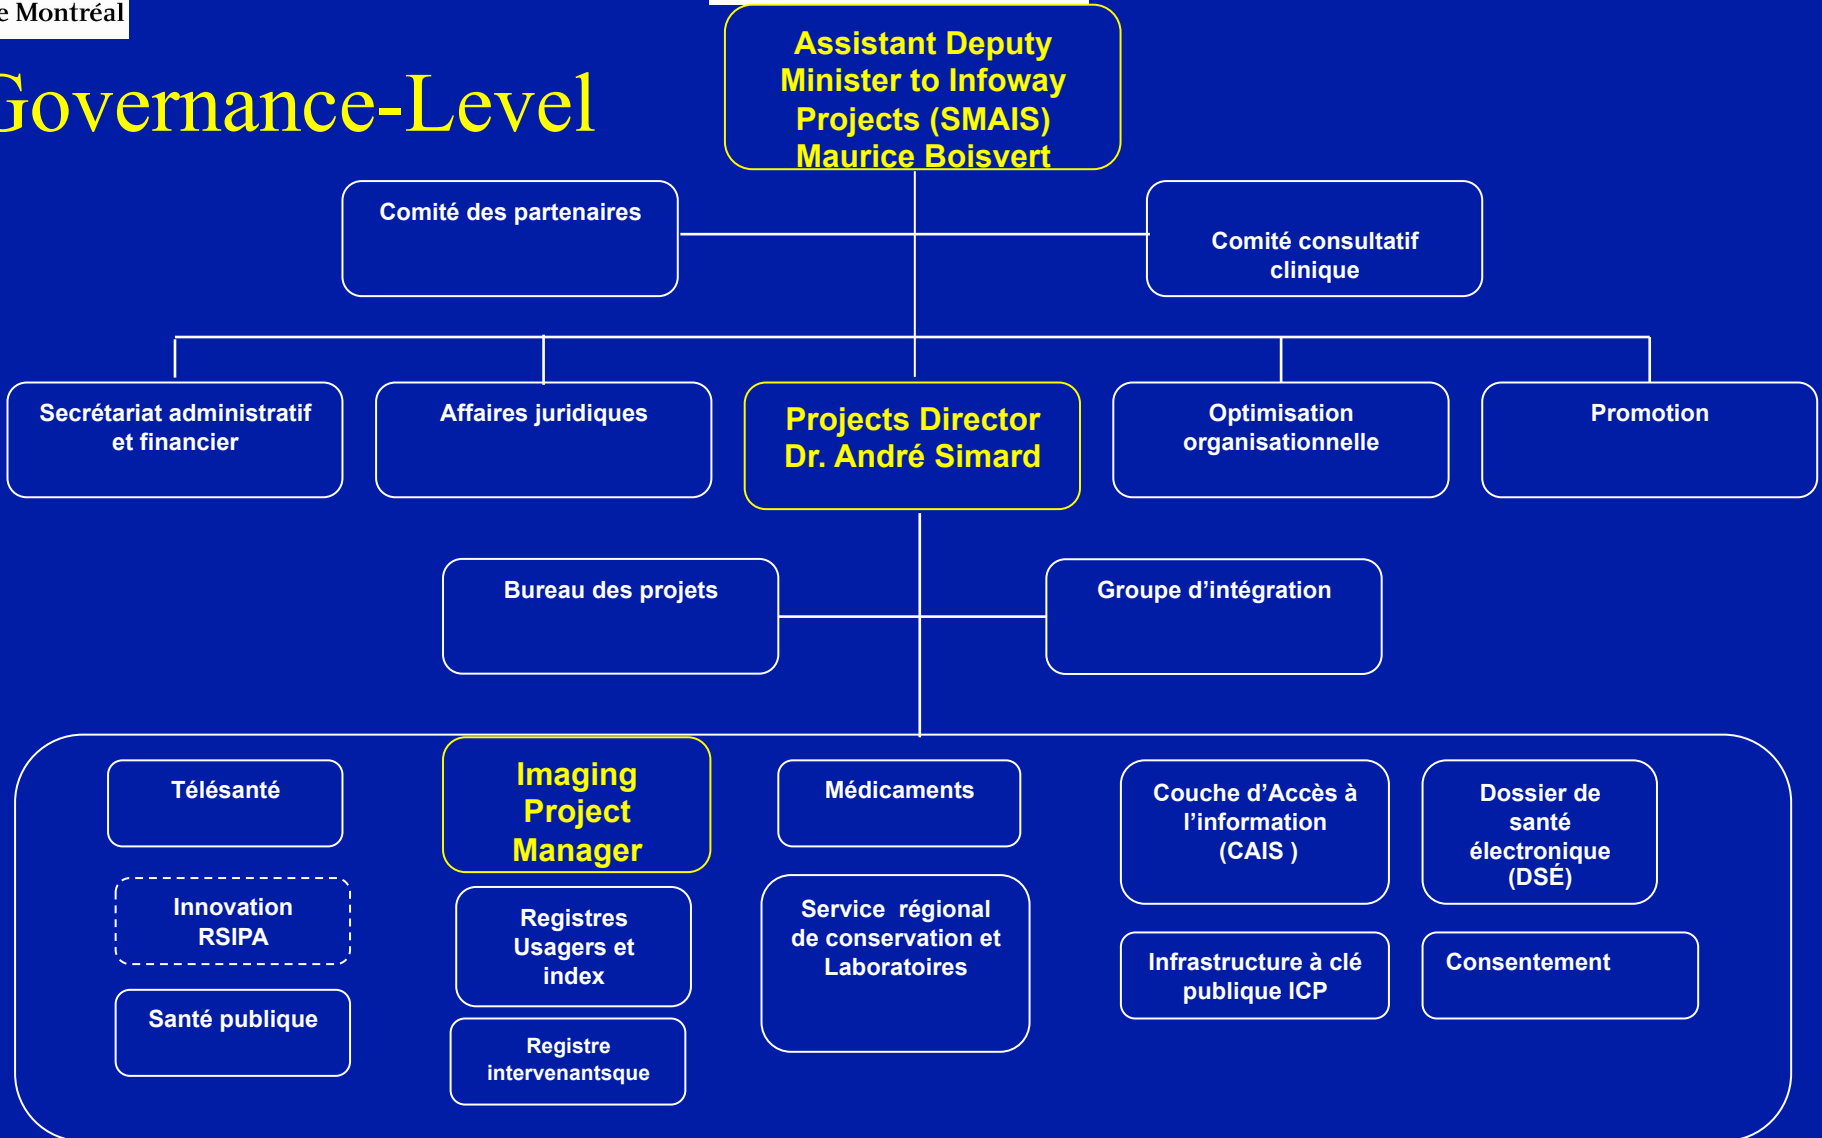 e Montréal
Governance-Level
Assistant Deputy
Minister to Infoway
Projects (SMAIS)
Maurice Boisvert
Comité des partenaires
Comité consultatif
clinique
Secrétariat administratif
et financier
Affaires juridiques
Projects Director
Dr. André Simard
Optimisation
organisationnelle
Promotion
Bureau des projets
Groupe d’intégration
Télésanté
Imaging
Project
Manager
Médicaments
Couche d’Accès à
l’information
(CAIS )
Dossier de
santé
électronique
(DSÉ)
Innovation
RSIPA
Registres
Usagers et
index
Service régional
de conservation et
Laboratoires
Infrastructure à clé
publique ICP
Consentement
Santé publique
Registre
intervenantsque